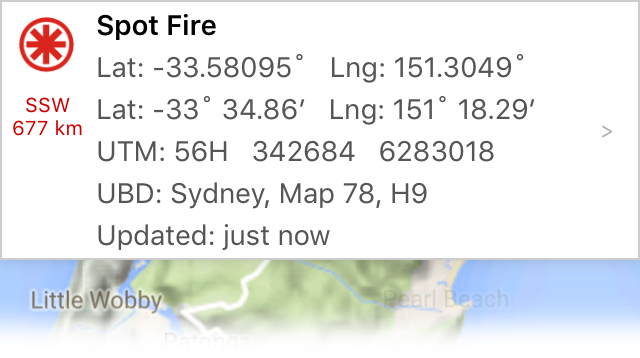 Spot Fire
Lat: -33.58095° Lng: 151.3049°
SSW
677 km
Lat: -33° 34.86′ Lng: 151° 18.29′
>
UTM: 56H 342684 6283018
UBD: Sydney, Map 78, H9
Updated: just now
Little Wobby
Pearl Beach